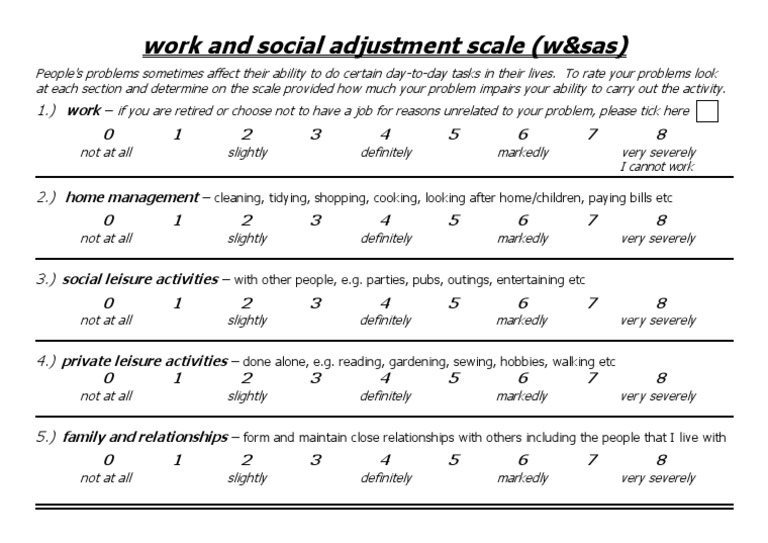 work and social adjustment scale (w&sas)
People's problems sometimes affect their ability to do certain day-to-day tasks in their lives. To rate your problems look
at each section and determine on the scale provided how much your problem impairs your ability to carry out the activity.
1.) work – if you are retired or choose not to have a job for reasons unrelated to your problem, please tick here
0 1 2 3 4 5 6 7 8
not at all slightly definitely markedly very severely
I cannot work
2.) home management – cleaning, tidying, shopping, cooking, looking after home/children, paying bills etc
0 1 2 3 4 5 6 7 8
not at all slightly definitely markedly very severely
3.) social leisure activities – with other people, e.g. parties, pubs, outings, entertaining etc
0 1 2 3 4 5 6 7 8
not at all slightly definitely markedly very severely
4.) private leisure activities – done alone, e.g. reading, gardening, sewing, hobbies, walking etc
0 1 2 3 4 5 6 7 8
not at all slightly definitely markedly very severely
5.) family and relationships – form and maintain close relationships with others including the people that I live with
0 1 2 3 4 5 6 7 8
not at all slightly definitely markedly very severely